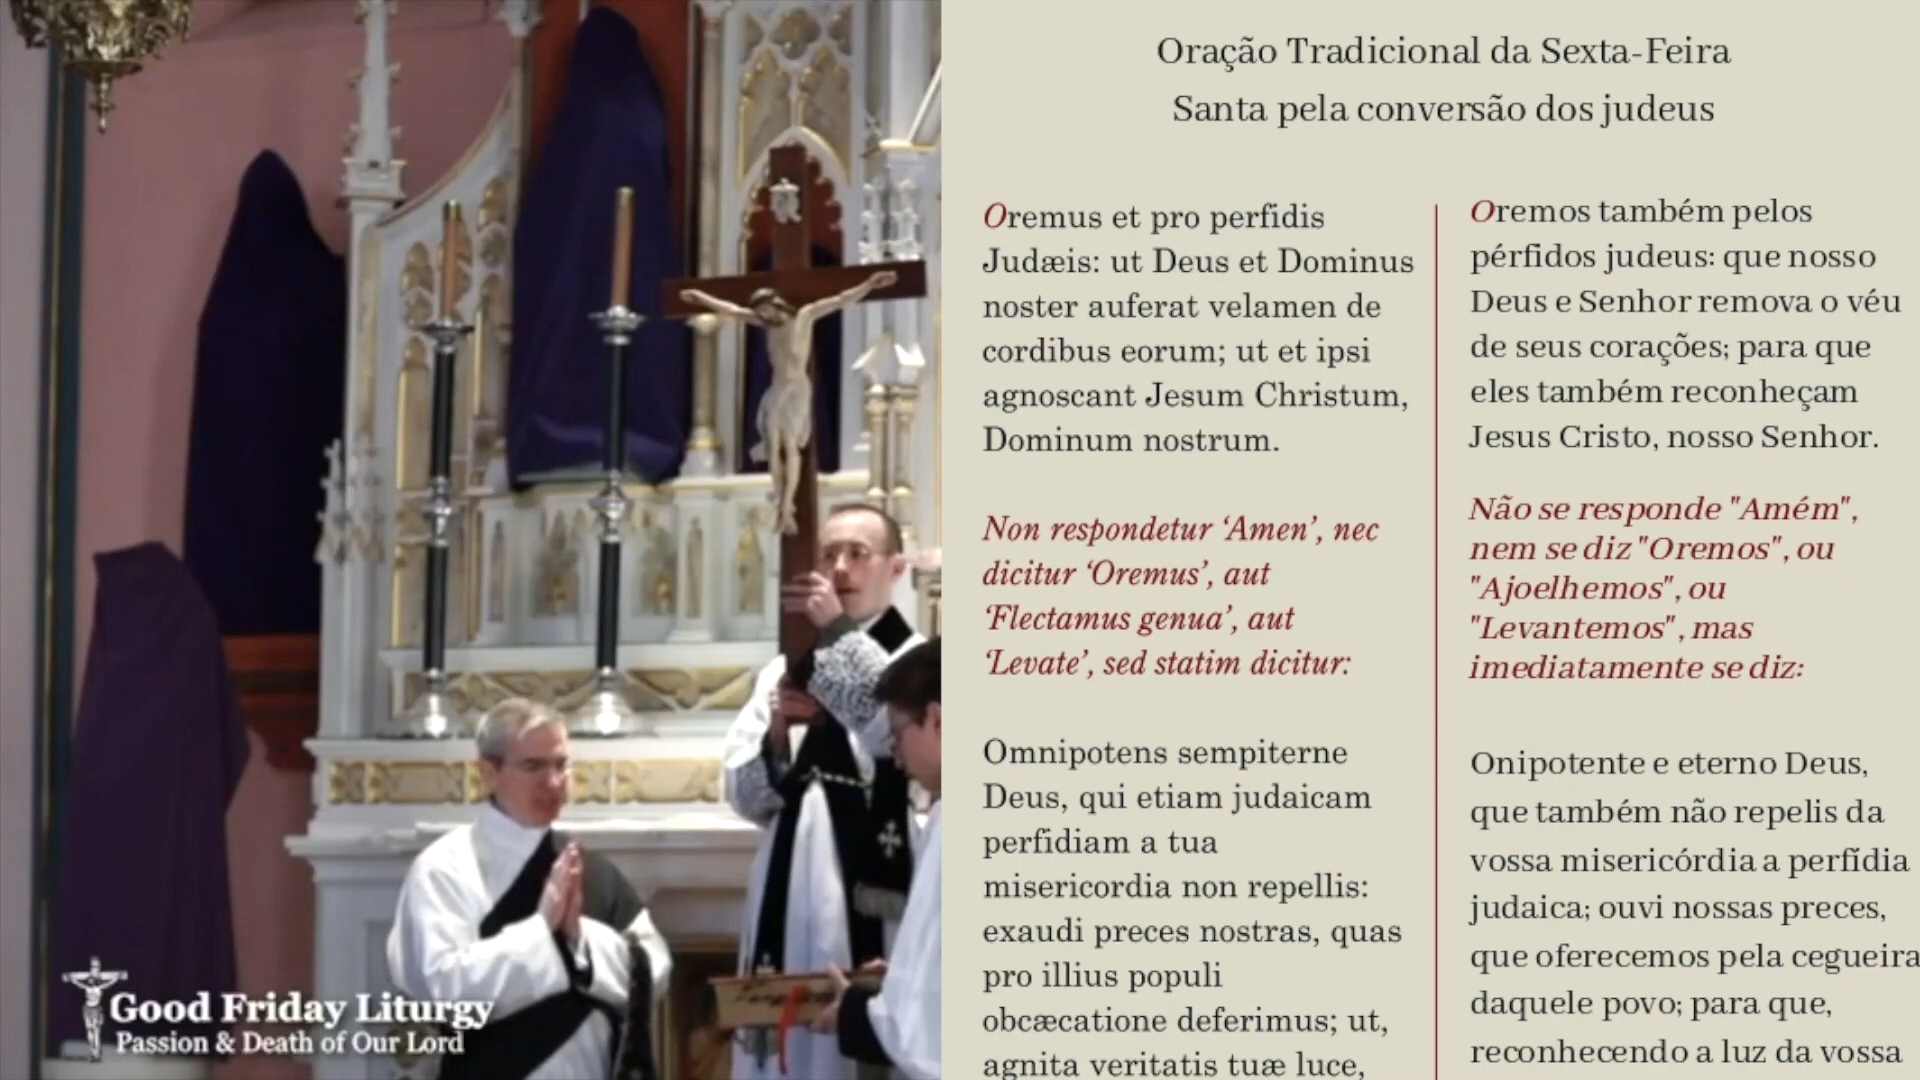 Oração Tradicional da Sexta-Feira
Santa pela conversão dos judeus
Oremus et pro perfidis
Judæis: ut Deus et Dominus
noster auferat velamen de
cordibus eorum; ut et ipsi
agnoscant Jesum Christum,
Dominum nostrum.
Non respondetur ‘Amen’, nec
dicitur ‘Oremus’, aut
‘Flectamus genua’, aut
‘Levate’, sed statim dicitur:
Omnipotens sempiterne
Deus, qui etiam judaicam
perfidiam a tua
misericordia non repellis:
exaudi preces nostras, quas
pro illius populi
obcæcatione deferimus; ut,
agnita veritatis tuæ luce,
Oremos também pelos
pérfidos judeus: que nosso
Deus e Senhor remova o véu
de seus corações; para que
eles também reconheçam
Jesus Cristo, nosso Senhor.
Não se responde "Amém",
nem se diz "Oremos", ou
"Ajoelhemos", ou
"Levantemos", mas
imediatamente se diz:
Onipotente e eterno Deus,
que também não repelis da
vossa misericórdia a perfídia
judaica; ouvi nossas preces,
que oferecemos pela cegueira
daquele povo; para que,
reconhecendo a luz da vossa
Good Friday Liturgy
Passion & Death of Our Lord